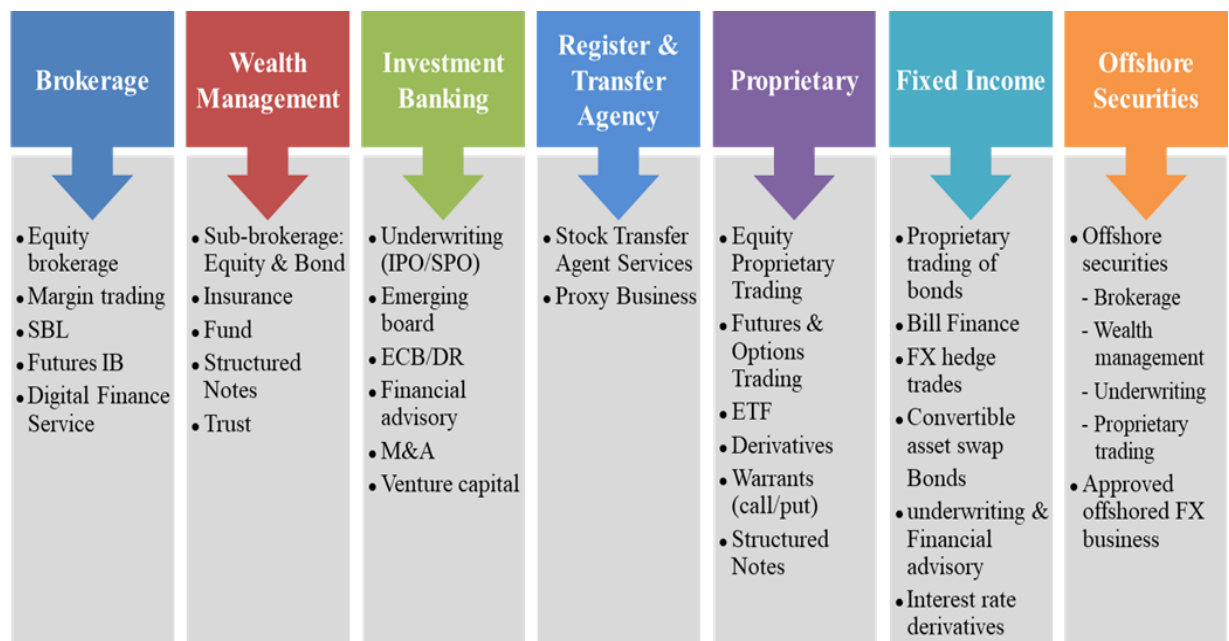 Brokerage
Wealth
Management
Investment
Banking
Register &
Transfer
Agency
Proprietary
Fixed Income
Offshore
Securities
• Equity
brokerage
• Margin trading
• SBL
• Futures IB
• Digital Finance
Service
• Sub-brokerage:
Equity & Bond
• Insurance
• Fund
• Structured
Notes
• Trust
• Underwriting
(IPO/SPO)
• Emerging
board
• ECB/DR
• Financial
advisory
• M&A
• Venture capital
• Stock Transfer
Agent Services
• Proxy Business
• Equity
Proprietary
Trading
• Futures &
Options
Trading
• ETF
• Derivatives
• Warrants
(call/put)
• Structured
Notes
• Proprietary
trading of
bonds
• Bill Finance
• FX hedge
trades
• Convertible
asset swap
Bonds
• underwriting &
Financial
advisory
• Interest rate
derivatives
• Offshore
securities
- Brokerage
- Wealth
management
- Underwriting
- Proprietary
trading
• Approved
offshored FX
business